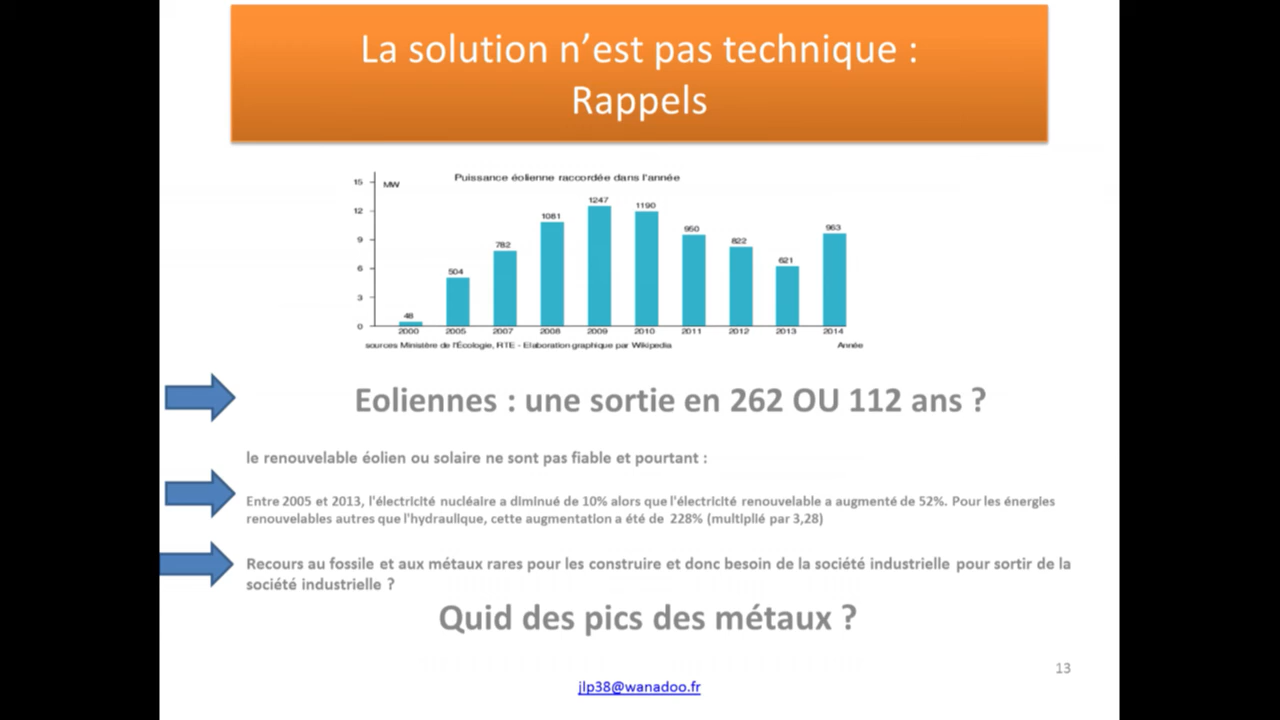 La solution n'est pas technique :
Rappels
Puissance éolienne raccordée dans l'année
MW
15
12
9
6
3
0
48
504
782
1081
1247
1190
950
822
621
963
2000 2005 2007 2008 2009 2010 2011 2012 2013 2014
sources Ministère de l'Écologie, RTE - Elaboration graphique par Wikipedia
Année
Eoliennes : une sortie en 262 OU 112 ans ?
le renouvelable éolien ou solaire ne sont pas fiable et pourtant :
Entre 2005 et 2013, l'électricité nucléaire a diminué de 10% alors que l'électricité renouvelable a augmenté de 52%. Pour les énergies
renouvelables autres que l'hydraulique, cette augmentation a été de 228% (multiplié par 3,28)
Recours au fossile et aux métaux rares pour les construire et donc besoin de la société industrielle pour sortir de la
société industrielle ?
Quid des pics des métaux ?
13
jlp38@wanadoo.fr